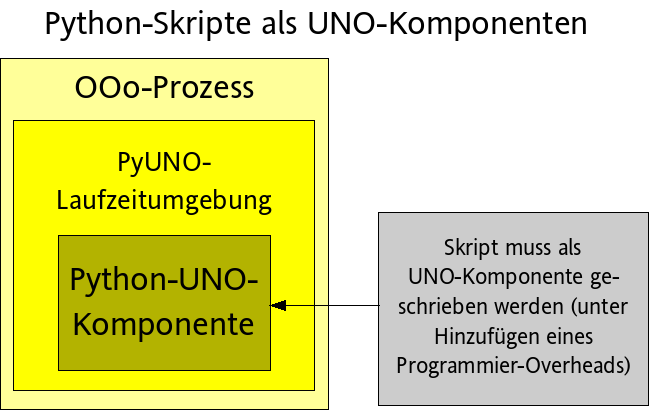 Python-Skripte als UNO-Komponenten
OOo-Prozess
PyUNO-
Laufzeitumgebung
Python-UNO-
Komponente
Skript muss als
UNO-Komponente ge-
schrieben werden (unter
Hinzufügen eines
Programmier-Overheads)